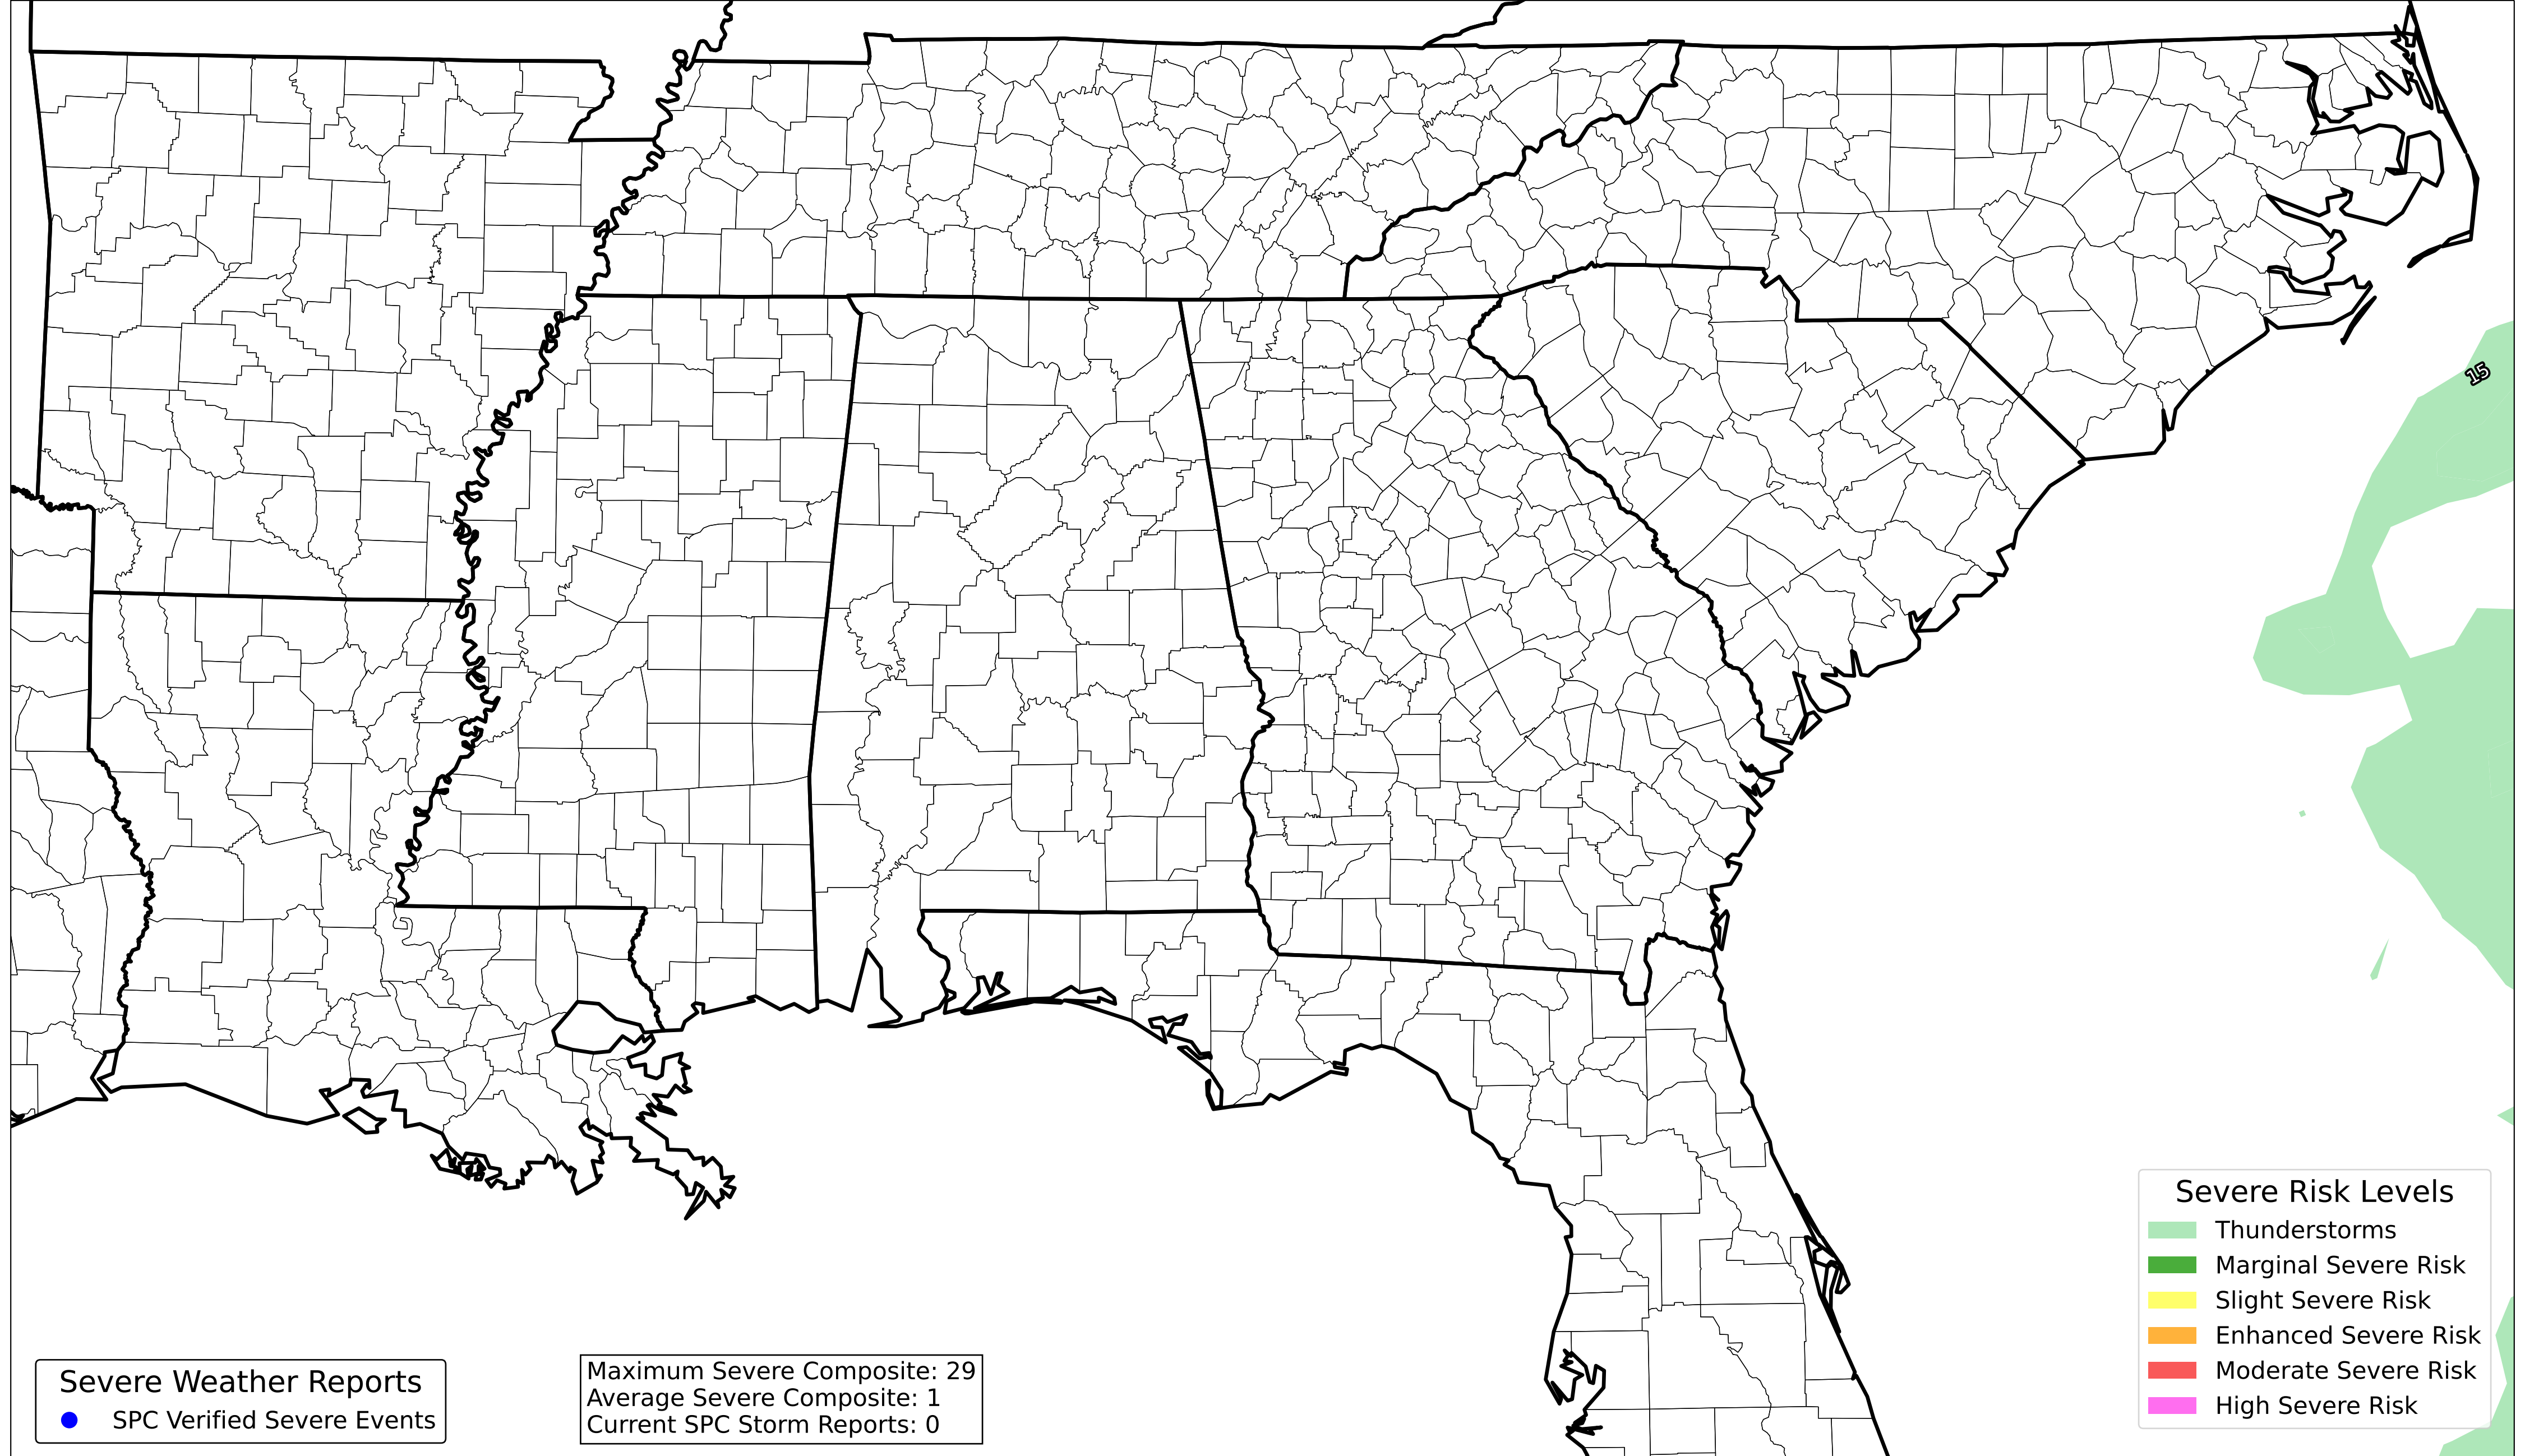 15
Severe Risk Levels
Thunderstorms
Marginal Severe Risk
Slight Severe Risk
Enhanced Severe Risk
Moderate Severe Risk
High Severe Risk
Severe Weather Reports
SPC Verified Severe Events
Maximum Severe Composite: 29
Average Severe Composite: 1
Current SPC Storm Reports: 0